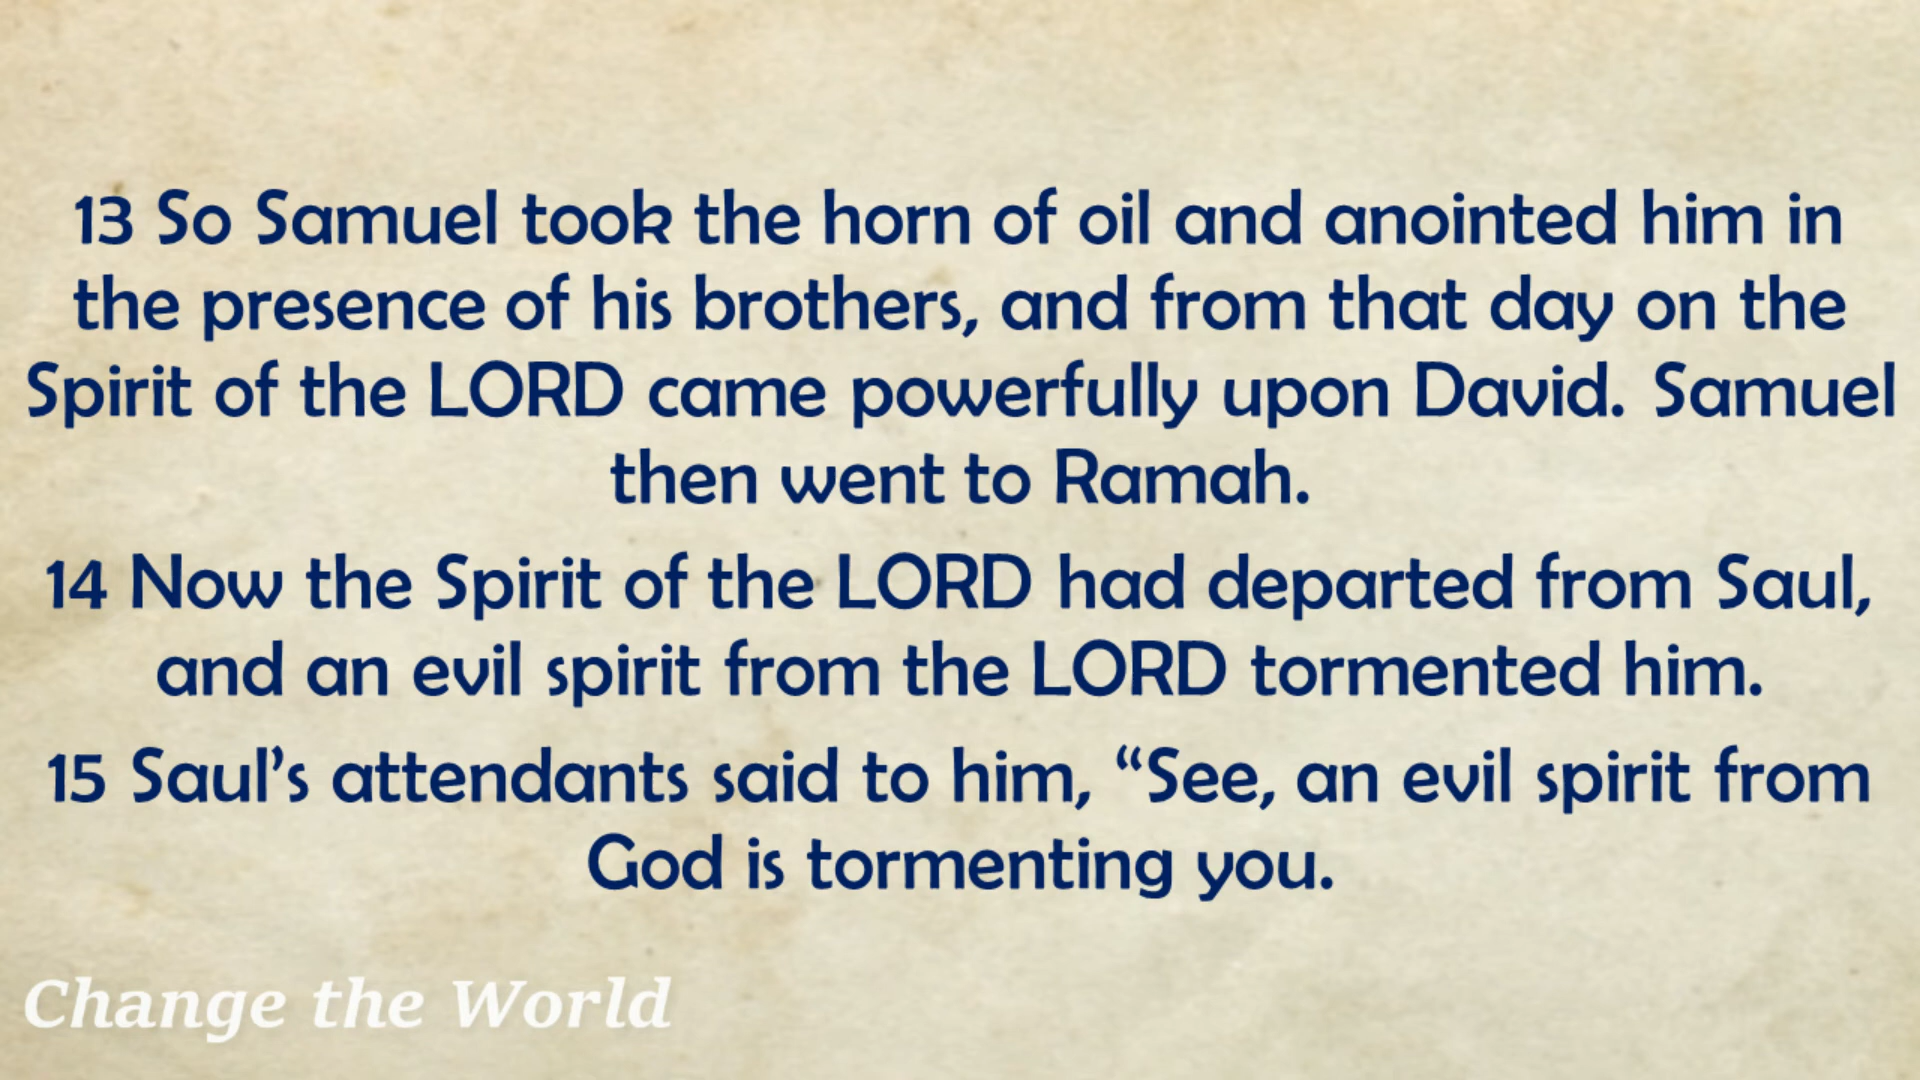 13 So Samuel took the horn of oil and anointed him in
the presence of his brothers, and from that day on the
Spirit of the LORD came powerfully upon David. Samuel
then went to Ramah.
14 Now the Spirit of the LORD had departed from Saul,
and an evil spirit from the LORD tormented him.
15 Saul’s attendants said to him, “See, an evil spirit from
God is tormenting you.
Change the World